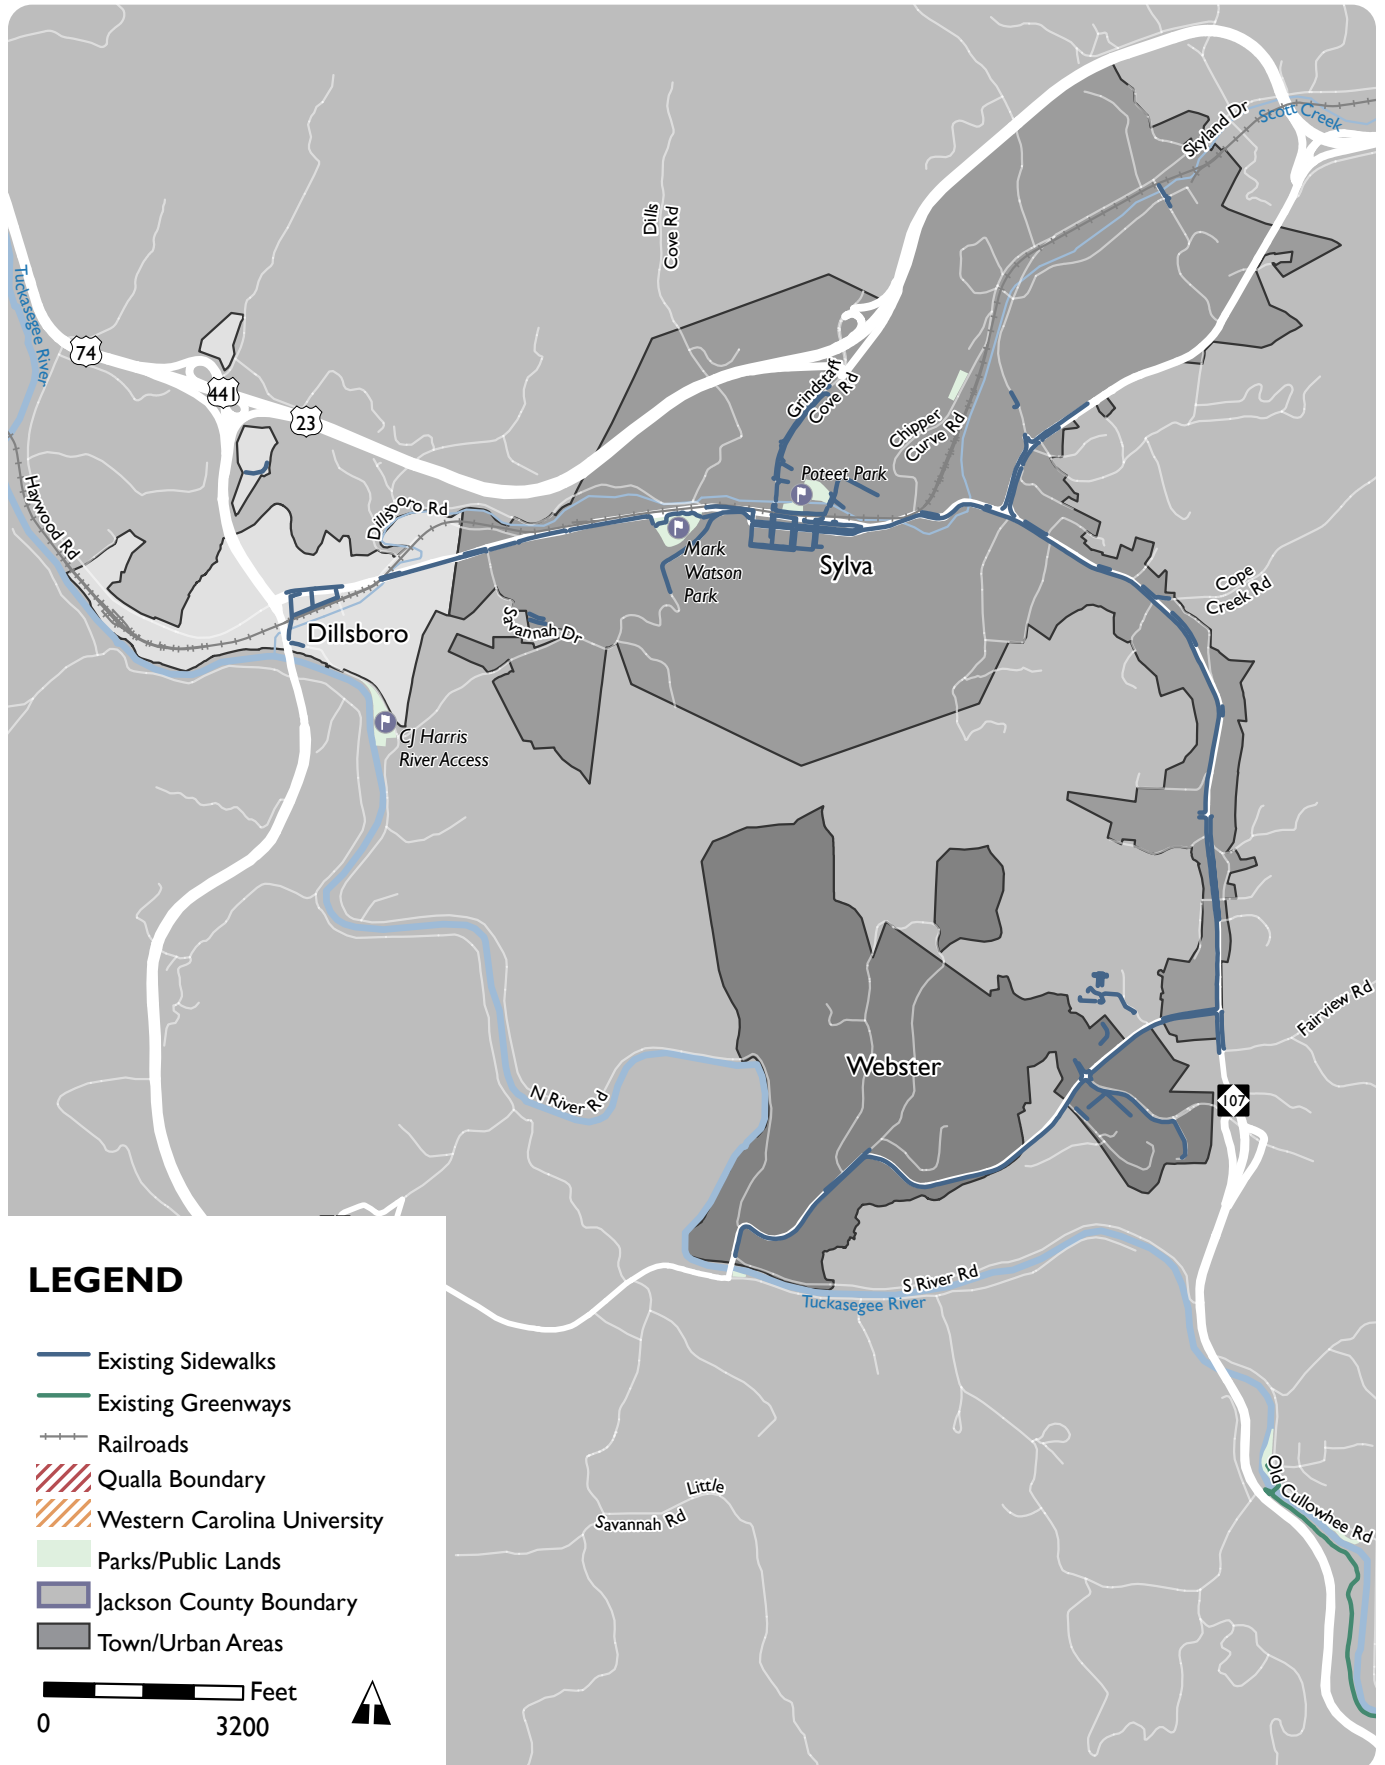 Skyland Dr
Scott Creek
Dills
Cove Rd
Tuckasegee River
74
441
23
Grindstaff
Cove Rd
Chipper
Curve Rd
Poteet Park
Haywood Rd
Dillsboro Rd
Mark
Watson
Park
Sylva
Cope
Creek Rd
Dillsboro
Savannah Dr
CJ Harris
River Access
Fairview Rd
Webster
N River Rd
107
S River Rd
Tuckasegee River
Old Cullowhee Rd
Little
Savannah Rd
LEGEND
Existing Sidewalks
Existing Greenways
Railroads
Qualla Boundary
Western Carolina University
Parks/Public Lands
Jackson County Boundary
Town/Urban Areas
Feet
0
3200